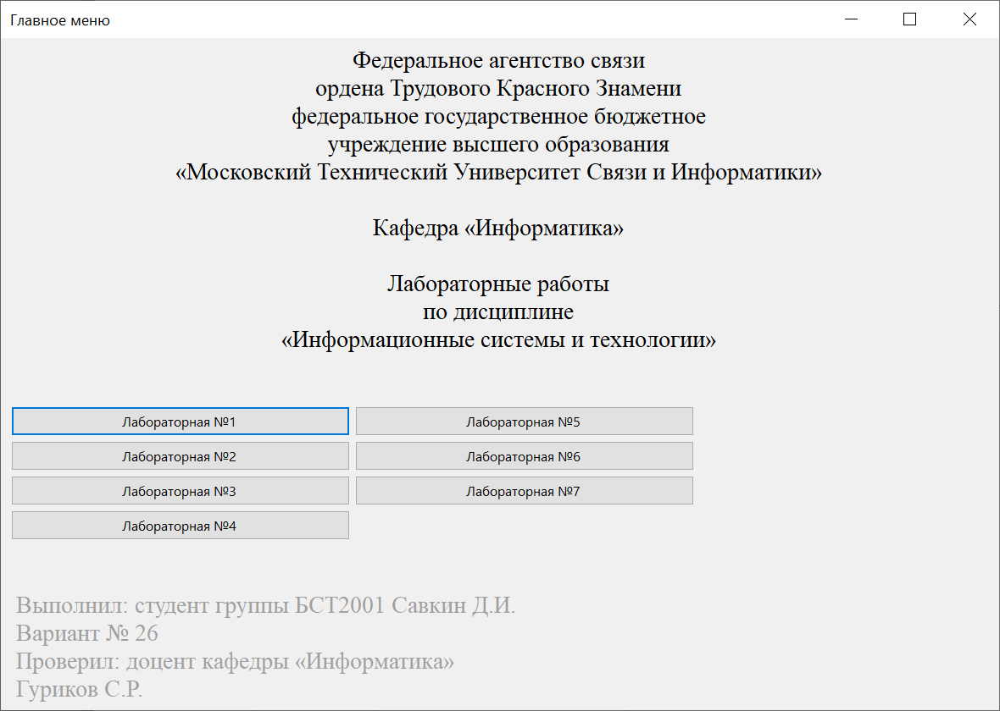 Главное меню
Федеральное агентство связи
ордена Трудового Красного Знамени
федеральное государственное бюджетное
учреждение высшего образования
«Московский Технический Университет Связи и Информатики»
Кафедра «Информатика»
Лабораторные работы
по дисциплине
«Информационные системы и технологии»
Лабораторная №1
Лабораторная №5
Лабораторная №2
Лабораторная №6
Лабораторная №3
Лабораторная №7
Лабораторная №4
Выполнил: студент группы БСТ2001 Савкин Д.И.
Вариант № 26
Проверил: доцент кафедры «Информатика»
Гуриков С.Р.